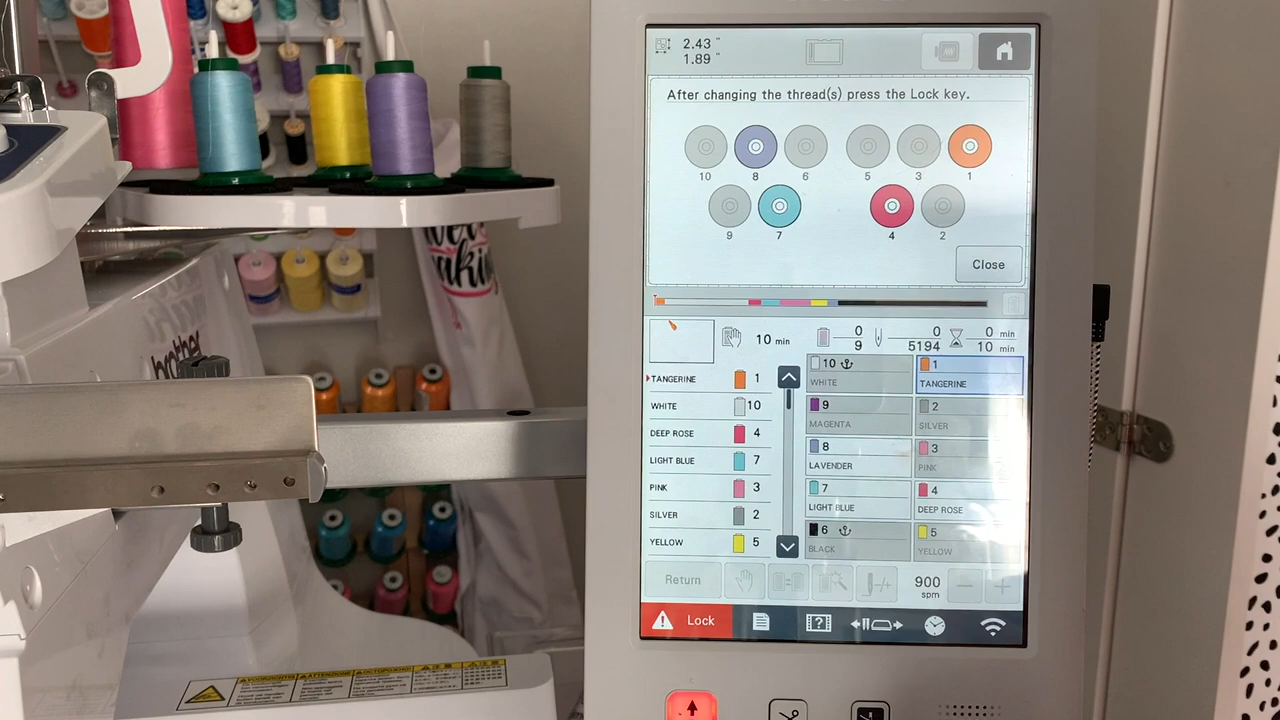 2.43 "
1.89 "
After changing the thread(s) press the Lock key.
10 8 6 5 3 1
9 7 4 2
Close
10 min
0
9
0
5194
0 min
10 min
TANGERINE 1
WHITE 10
DEEP ROSE 4
LIGHT BLUE 7
PINK 3
SILVER 2
YELLOW 5
10
WHITE
1
TANGERINE
9
MAGENTA
2
SILVER
8
LAVENDER
3
PINK
7
LIGHT BLUE
4
DEEP ROSE
6
BLACK
5
YELLOW
Return
-/+
900
spm
Lock
?
brother